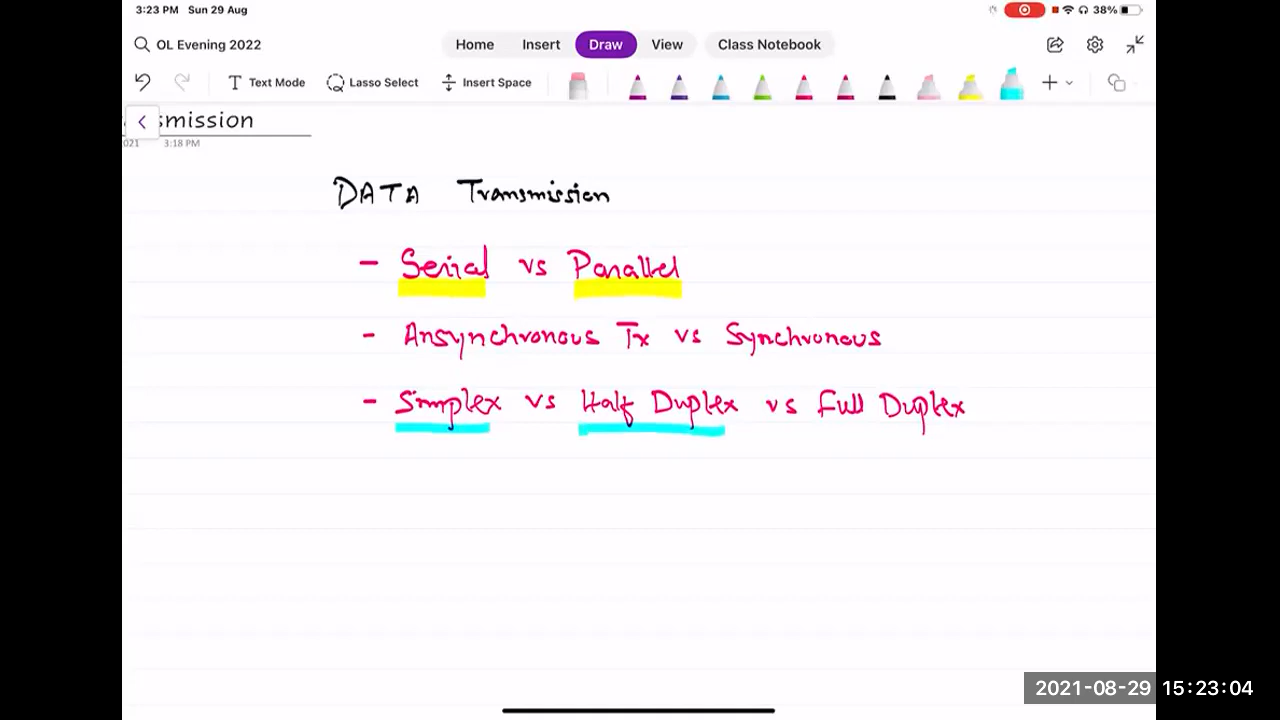 3:23 PM Sun 29 Aug 38%
OL Evening 2022 Home Insert Draw View Class Notebook
Text Mode Lasso Select Insert Space
smission
021 3:18 PM
DATA Transmission
- Serial vs Parallel
- Ansynchronous Tx vs Synchronous
- Simplex vs Half Duplex vs Full Duplex
2021-08-29 15:23:04